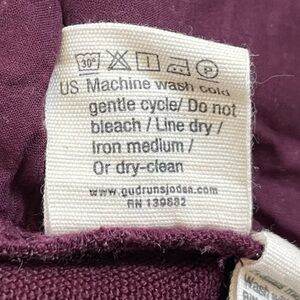 30°
P
US Machine wash cold
gentle cycle/ Do not
bleach / Line dry /
Iron medium /
Or dry-clean
www.gudrunsjoden.com
RN 139882
wash